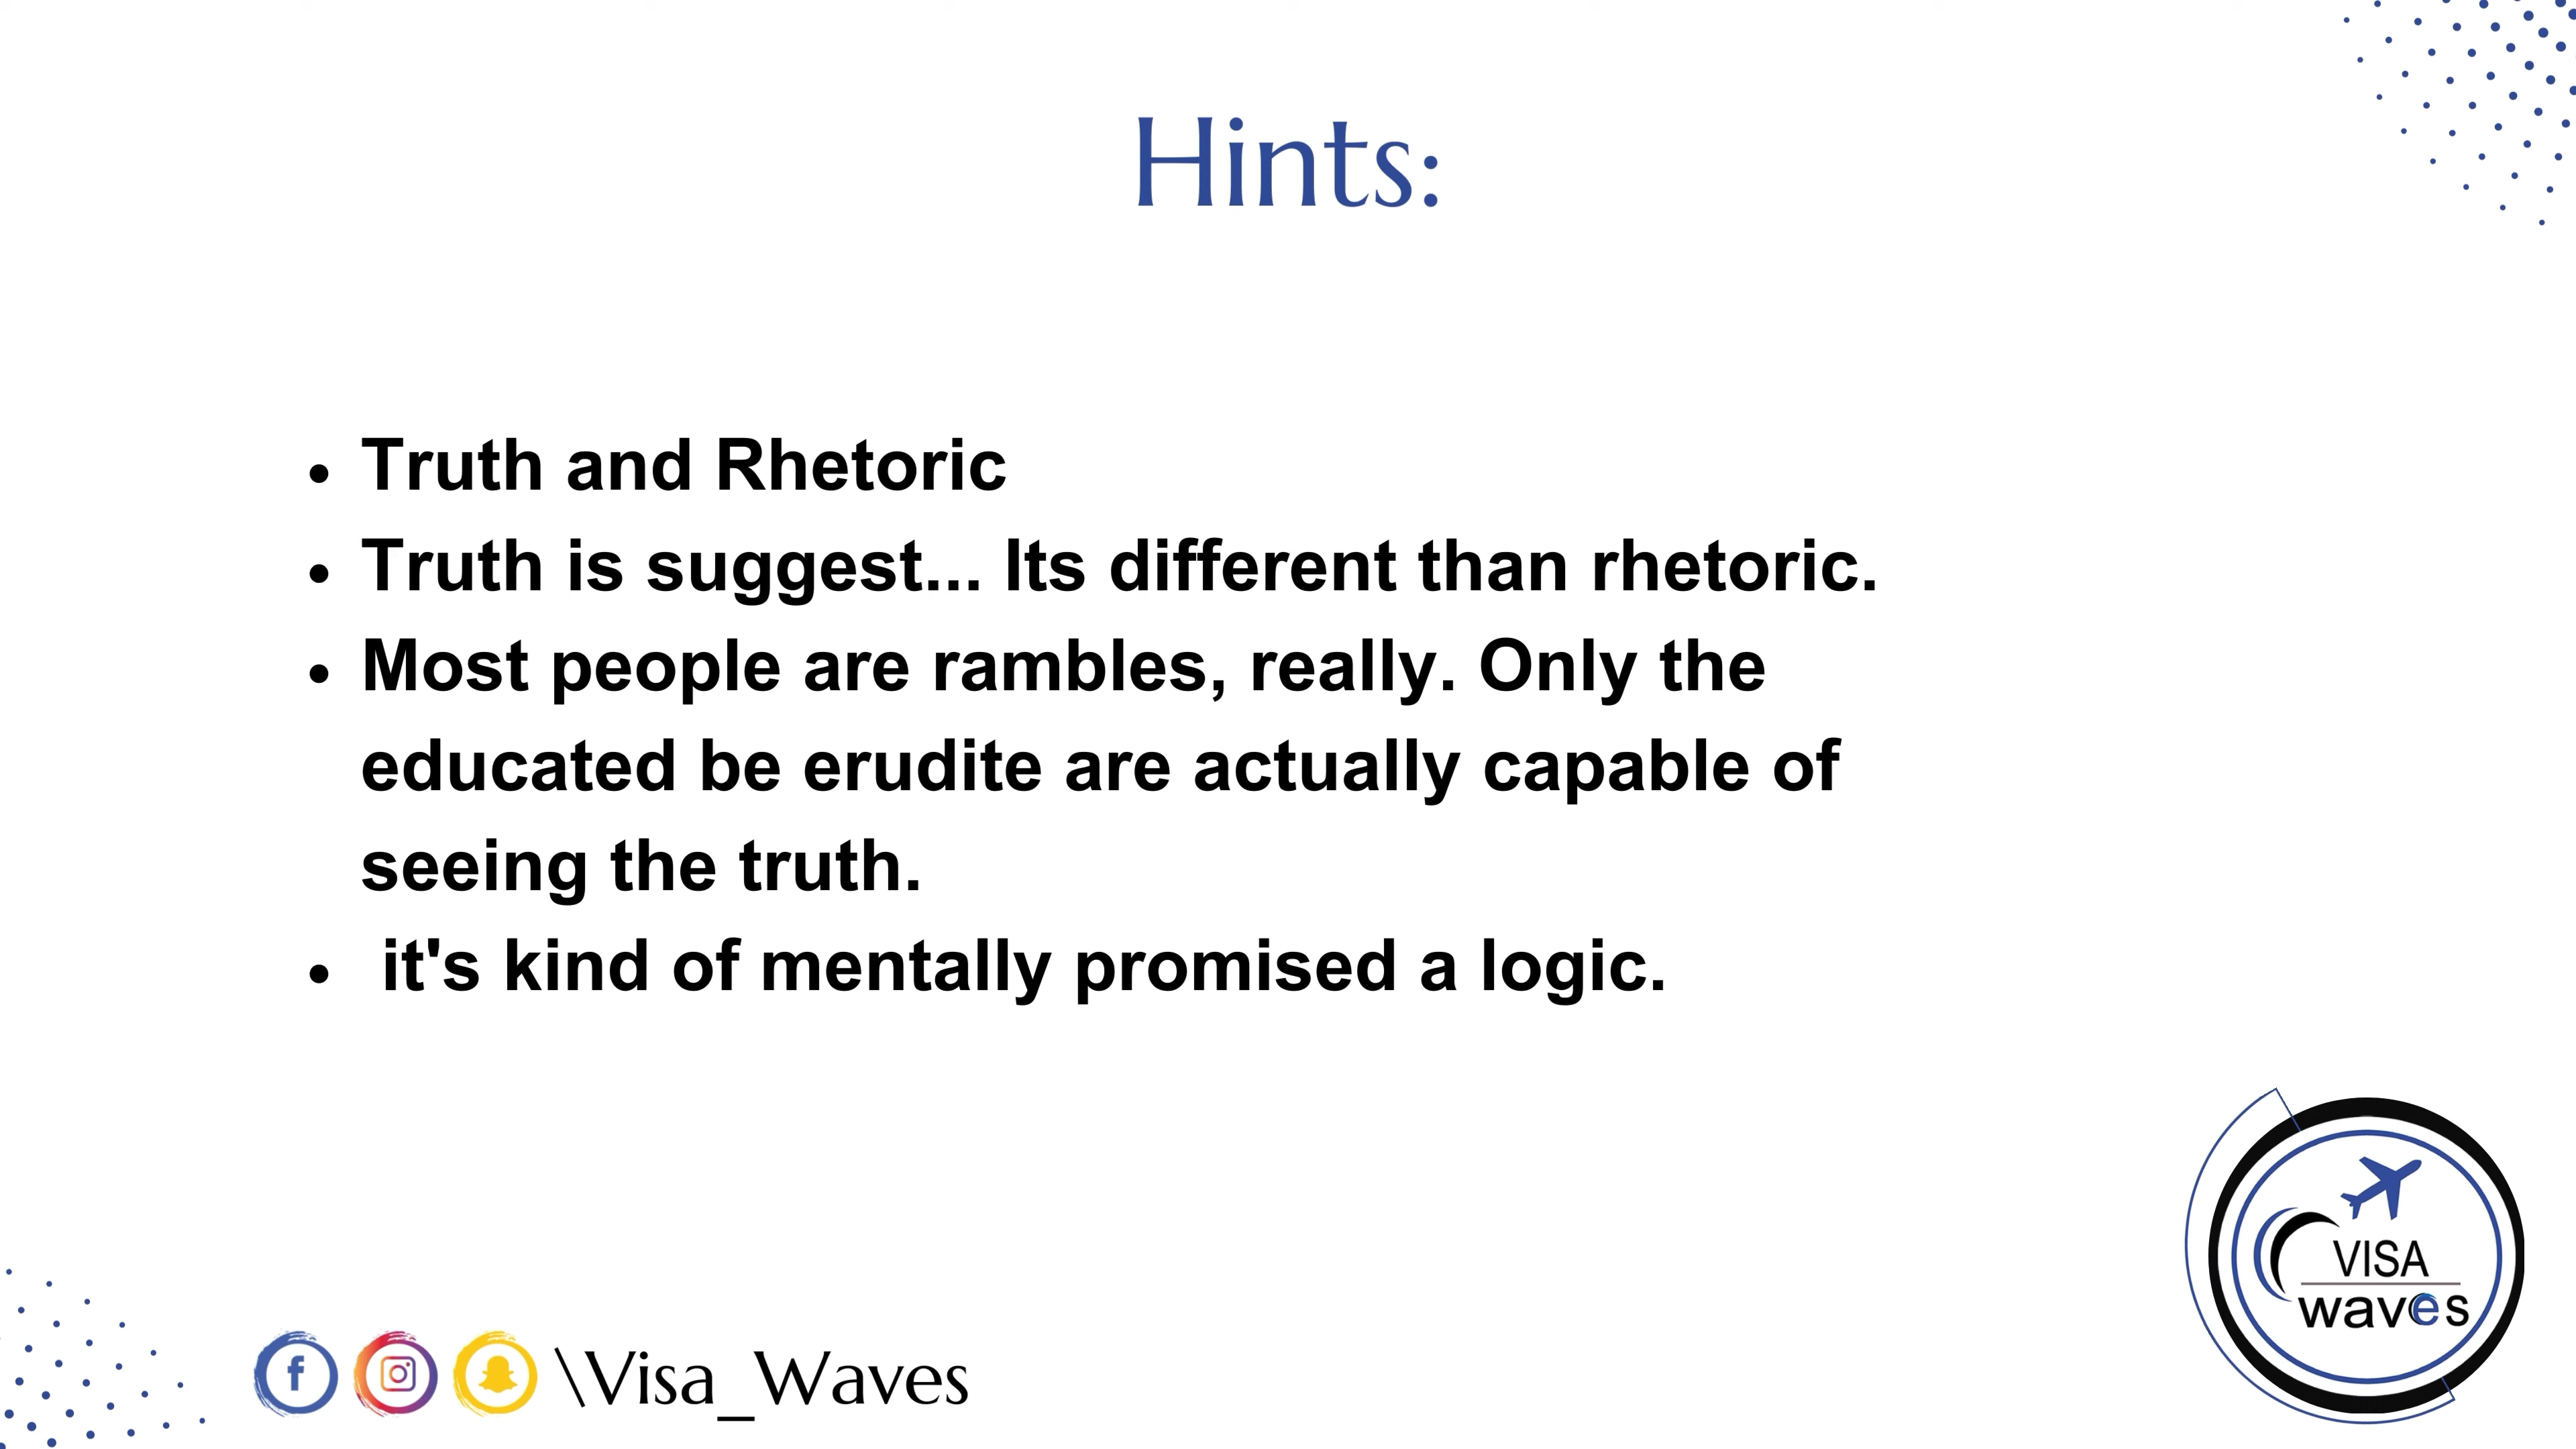 Hints:
• Truth and Rhetoric
• Truth is suggest... Its different than rhetoric.
• Most people are rambles, really. Only the
educated be erudite are actually capable of
seeing the truth.
• it's kind of mentally promised a logic.
VISA
waves
\Visa_Waves